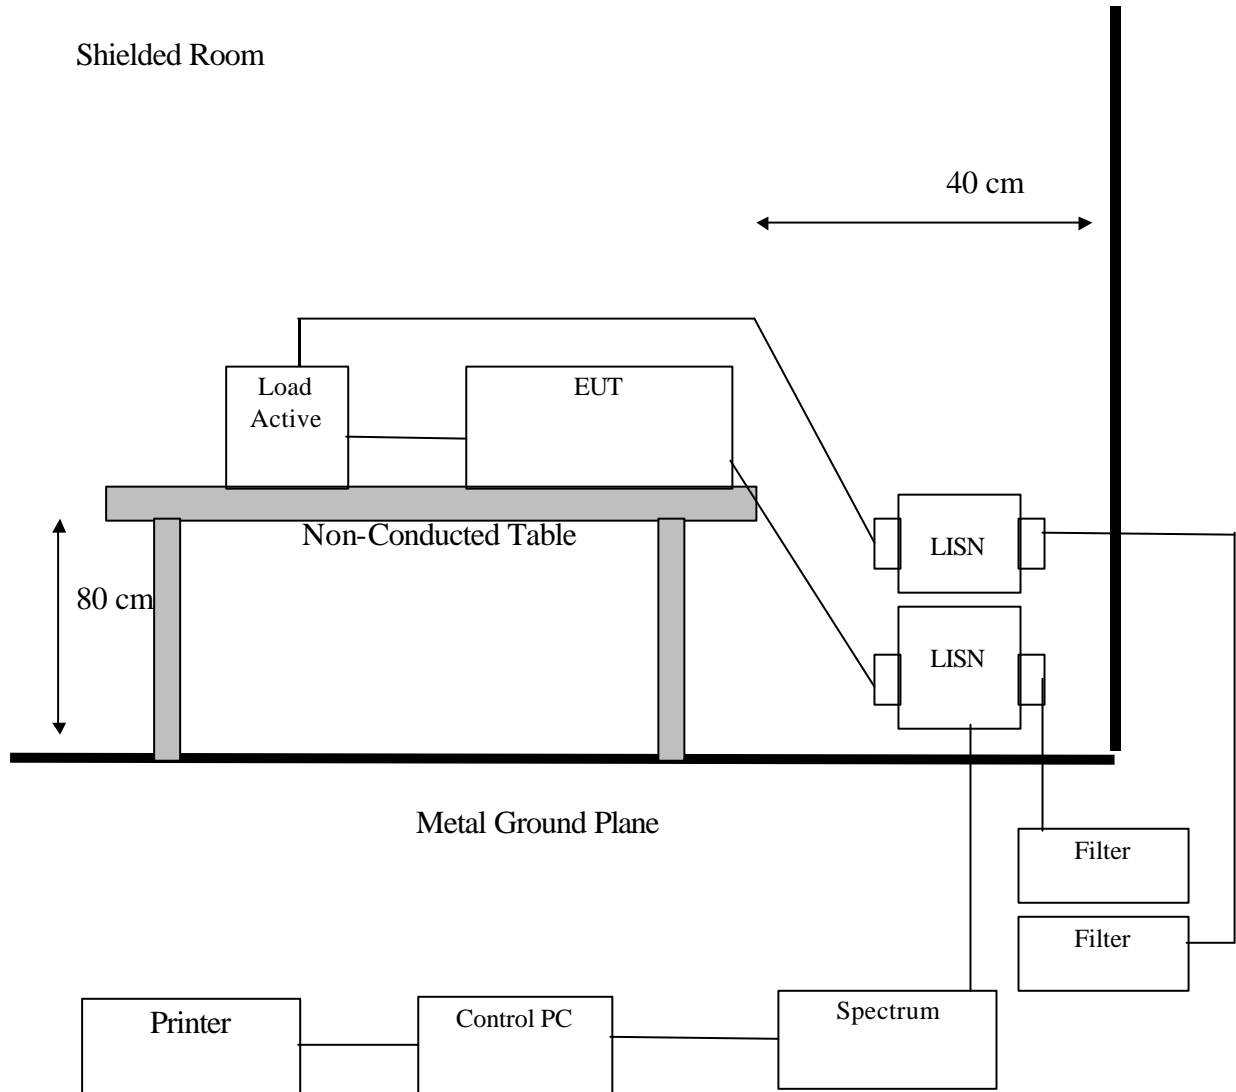 Shielded Room
40 cm
Load
Active
EUT
Non-Conducted Table
LISN
80 cm
LISN
Metal Ground Plane
Filter
Filter
Printer
Control PC
Spectrum